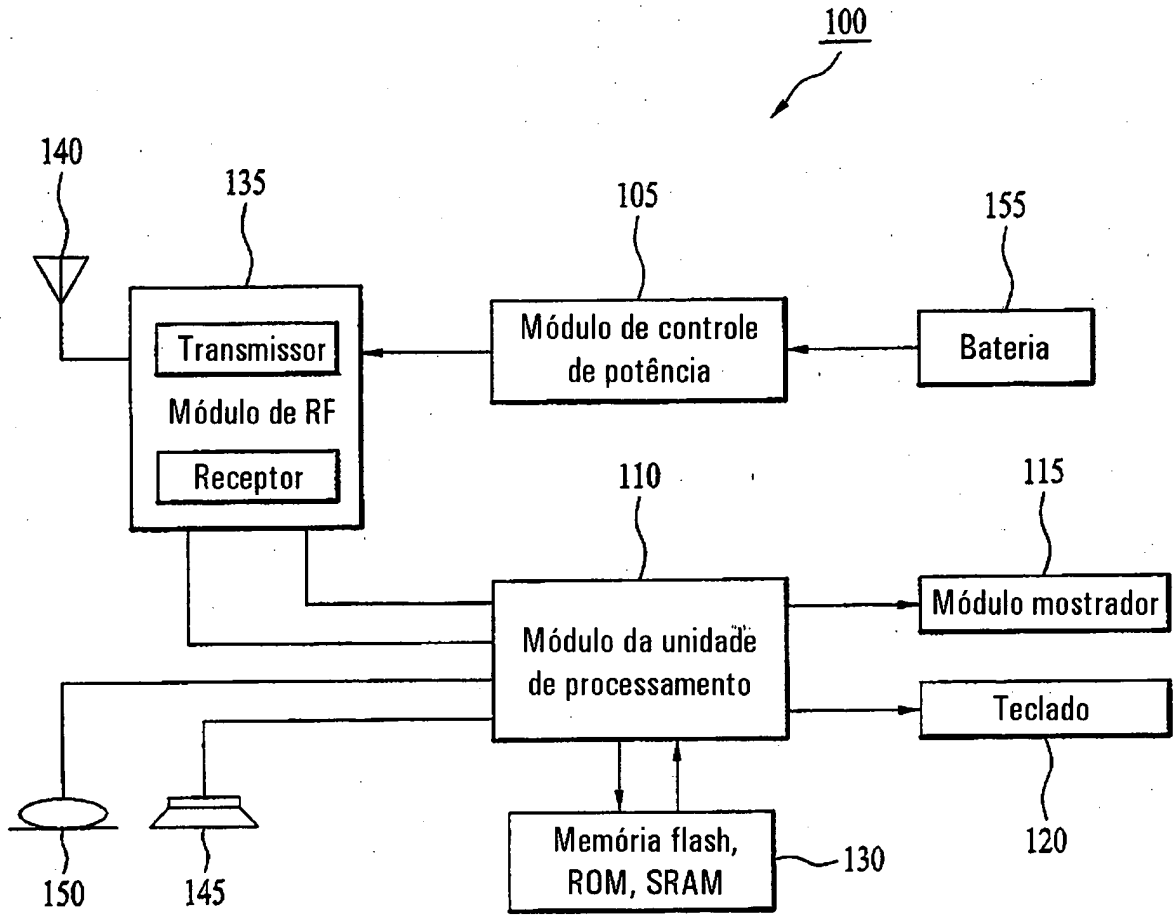 100
140
135
105
155
Transmissor
Módulo de RF
Receptor
Módulo de controle
de potência
Bateria
110
115
Módulo da unidade
de processamento
Módulo mostrador
Teclado
120
Memória flash,
ROM, SRAM
130
150
145